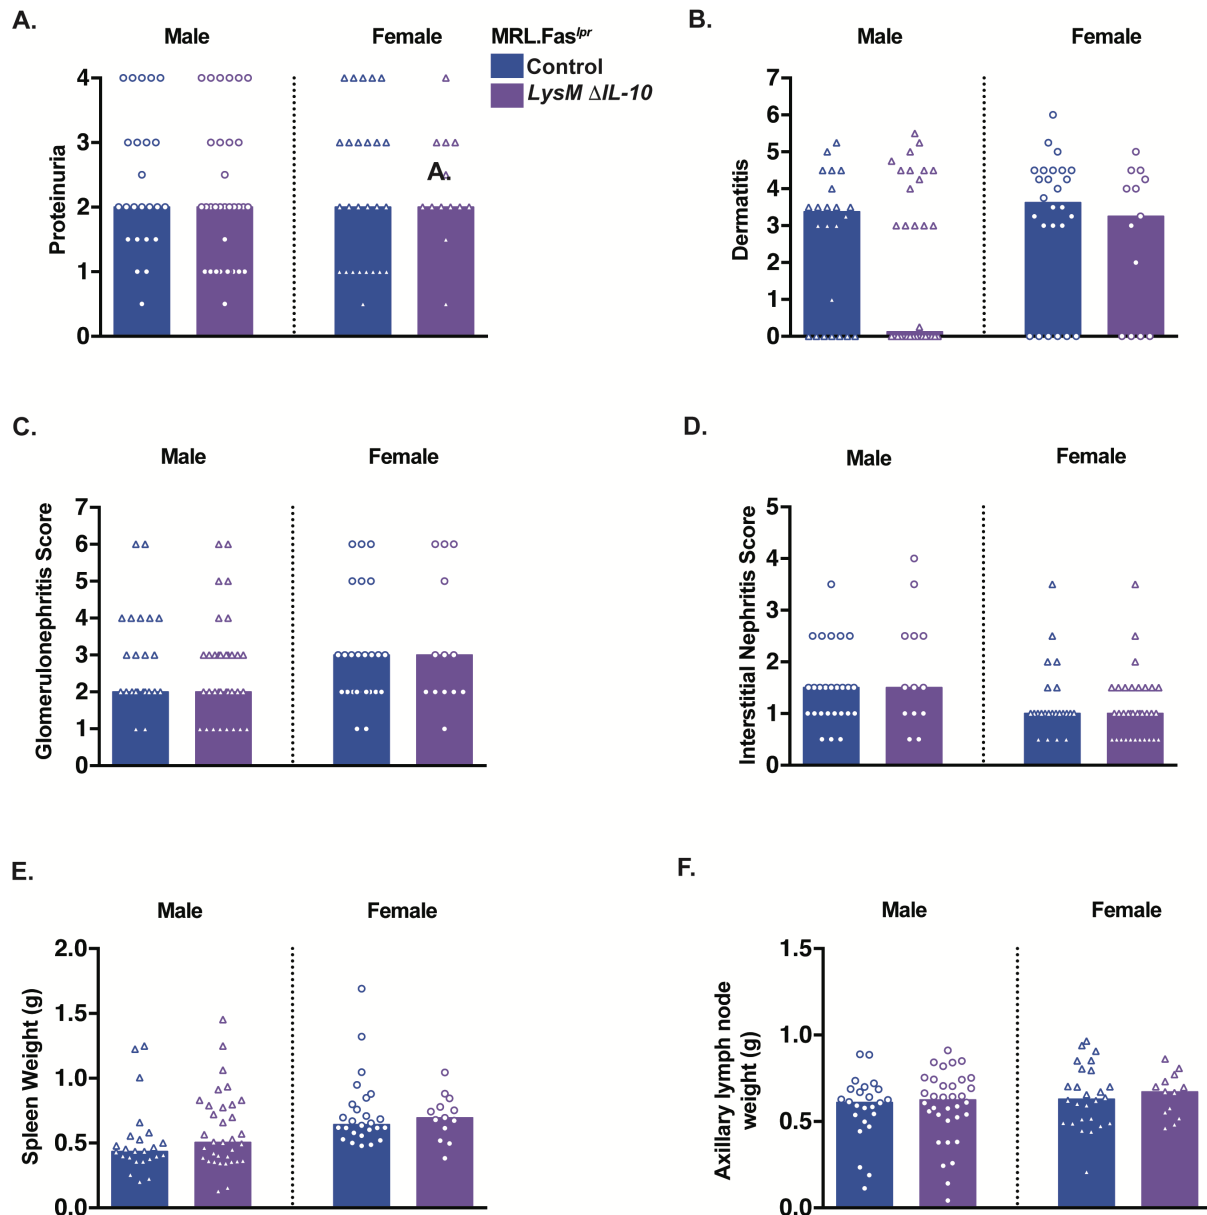 A.
Male
Female
MRL.Fas^lpr
Control
LysM ΔIL-10
Proteinuria
4
3
2
1
0
A.
B.
Male
Female
Dermatitis
7
6
5
4
3
2
1
0
C.
Male
Female
Glomerulonephritis Score
7
6
5
4
3
2
1
0
D.
Male
Female
Interstitial Nephritis Score
5
4
3
2
1
0
E.
Male
Female
Spleen Weight (g)
2.0
1.5
1.0
0.5
0.0
F.
Male
Female
Axillary lymph node
weight (g)
1.5
1.0
0.5
0.0